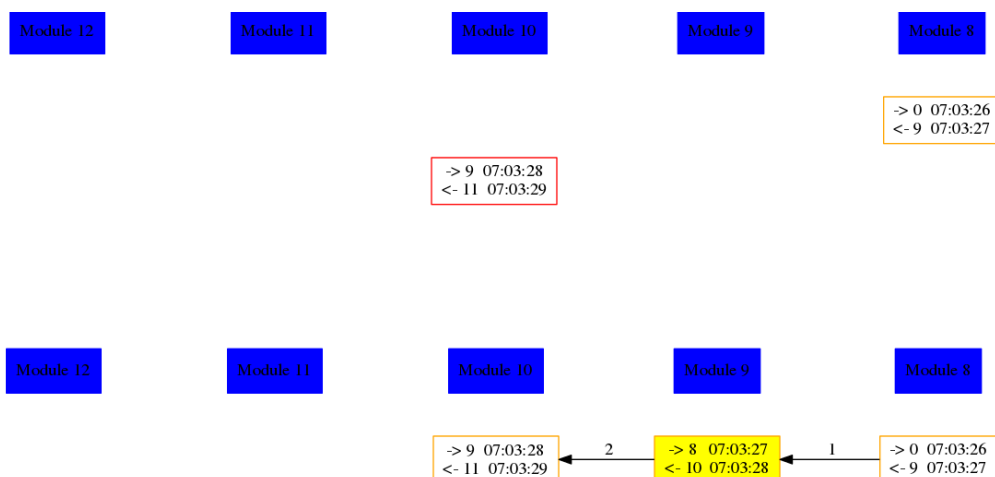 Module 12 Module 11 Module 10 Module 9 Module 8
-> 0 07:03:26
<- 9 07:03:27
-> 9 07:03:28
<- 11 07:03:29
Module 12 Module 11 Module 10 Module 9 Module 8
-> 9 07:03:28 2 -> 8 07:03:27 1 -> 0 07:03:26
<- 11 07:03:29 <- 10 07:03:28 <- 9 07:03:27